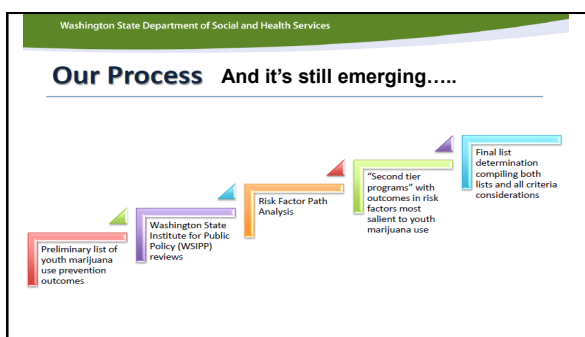 Washington State Department of Social and Health Services
Our Process And it's still emerging…..
Preliminary list of
youth marijuana
use prevention
outcomes
Washington State
Institute for Public
Policy (WSIPP)
reviews
Risk Factor Path
Analysis
“Second tier
programs” with
outcomes in risk
factors most
salient to youth
marijuana use
Final list
determination
compiling both
lists and all criteria
considerations